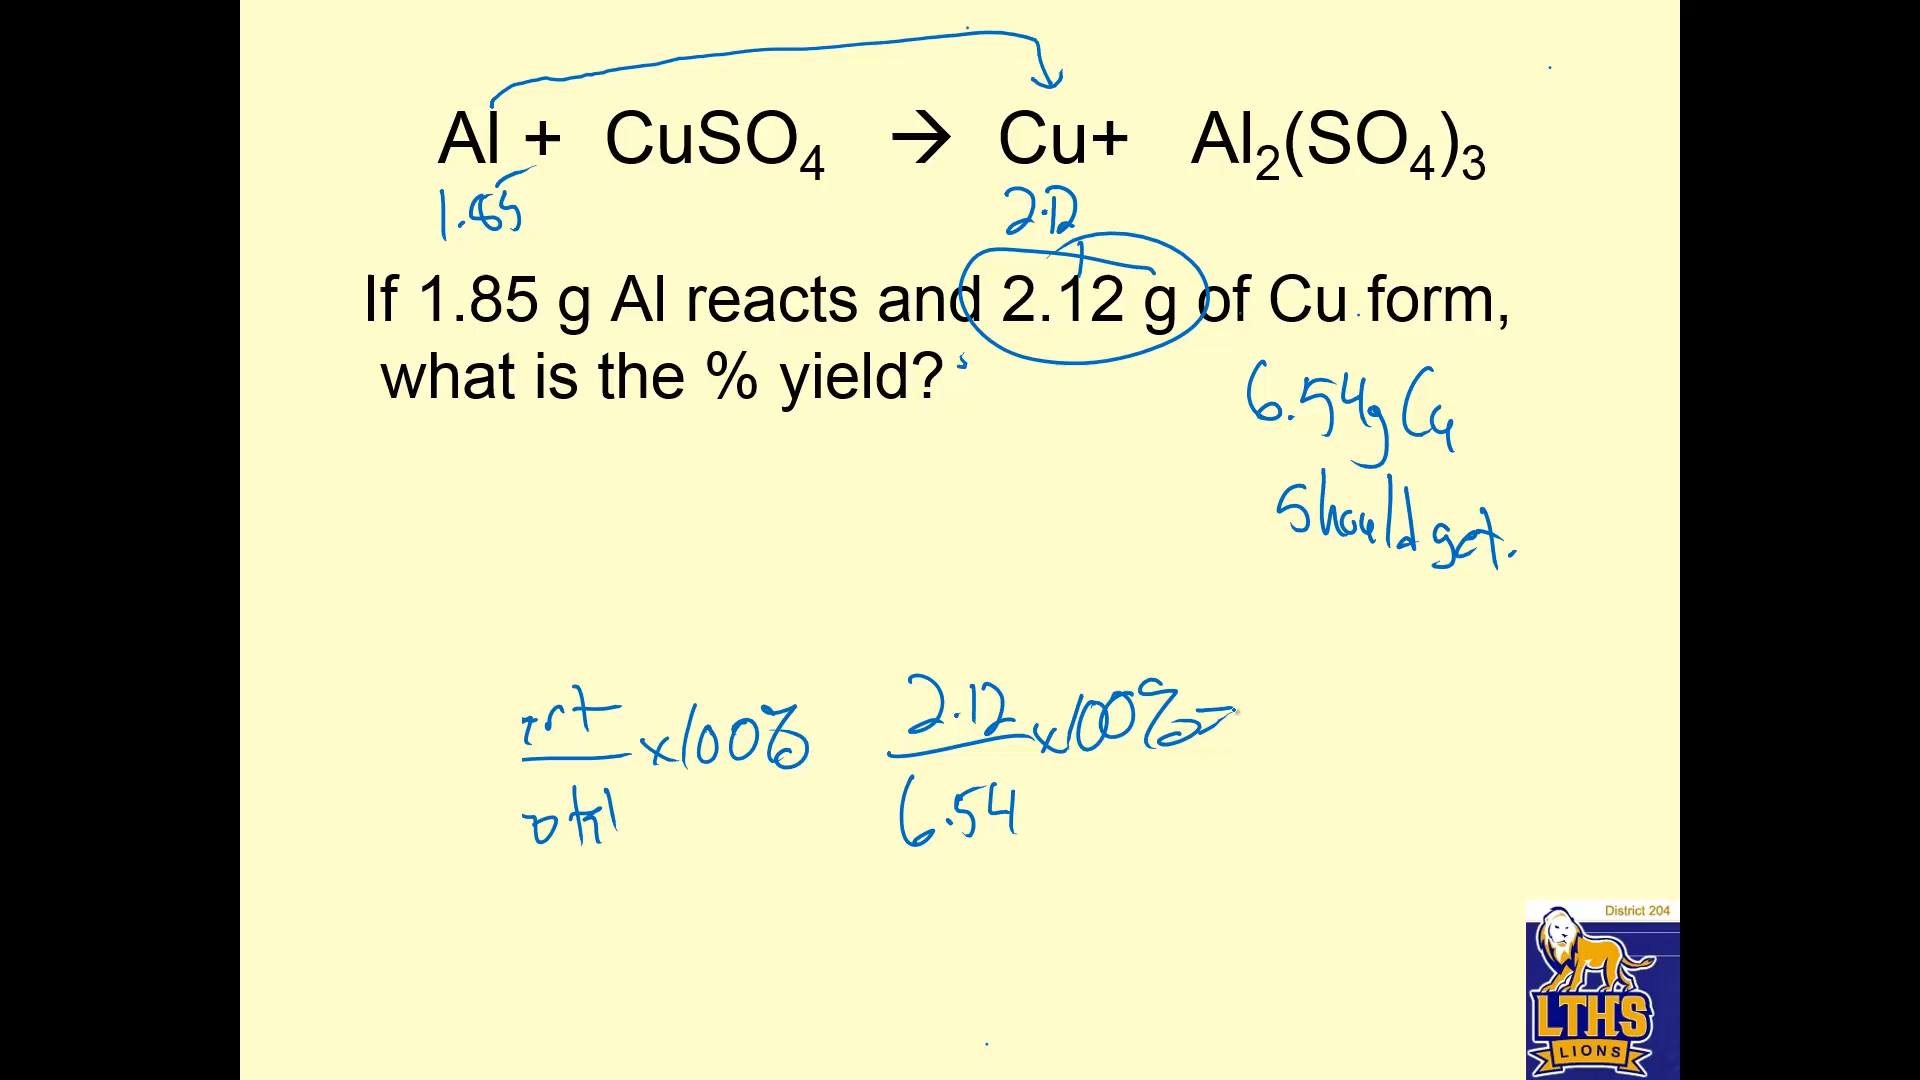 Al + CuSO₄ → Cu+ Al₂(SO₄)₃
1.85 2.12
If 1.85 g Al reacts and 2.12 g of Cu form,
what is the % yield?
6.54g Cu
should get.
x100% 2.12 x100%=
6.54
District 204
LTHS
LIONS